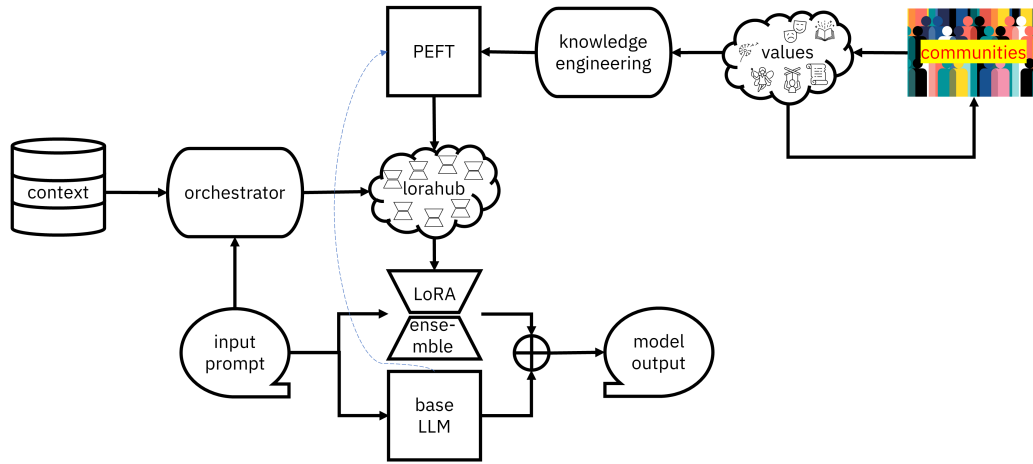 PEFT
knowledge
engineering
values
communities
context
orchestrator
lorahub
LoRA
ense-
mble
input
prompt
model
output
base
LLM